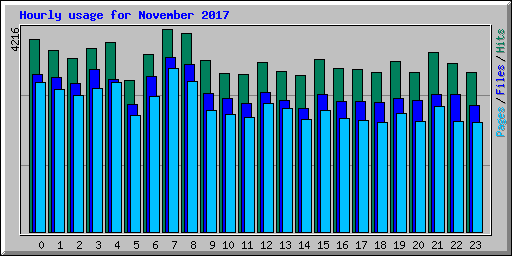 Hourly usage for November 2017
4216
Pages / Files / Hits
0 1 2 3 4 5 6 7 8 9 10 11 12 13 14 15 16 17 18 19 20 21 22 23